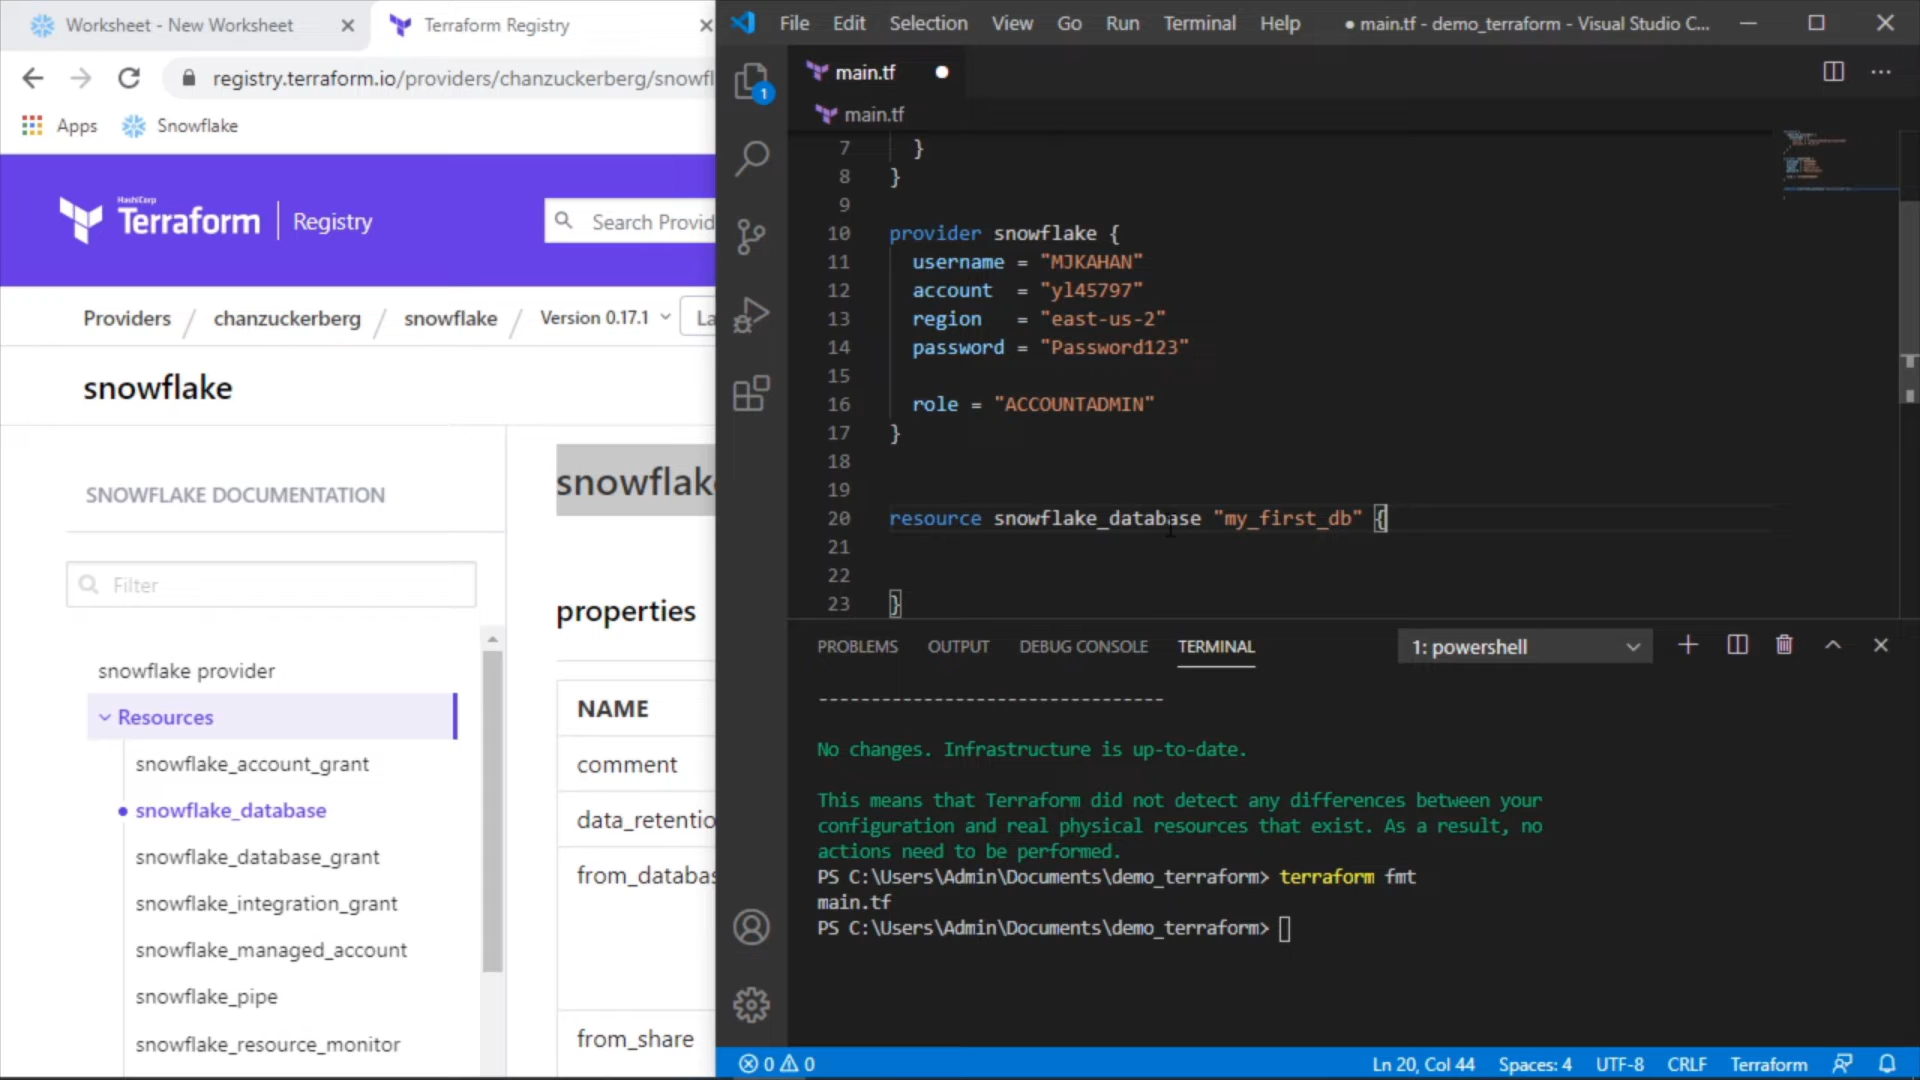 Worksheet - New Worksheet
Terraform Registry
registry.terraform.io/providers/chanzuckerberg/snowfl
Apps
Snowflake
HashiCorp
Terraform
Registry
Search Provid
Providers / chanzuckerberg / snowflake / Version 0.17.1
La
snowflake
SNOWFLAKE DOCUMENTATION
Filter
snowflake provider
Resources
snowflake_account_grant
snowflake_database
snowflake_database_grant
snowflake_integration_grant
snowflake_managed_account
snowflake_pipe
snowflake_resource_monitor
snowflak
properties
NAME
comment
data_retentio
from_databas
from_share
File Edit Selection View Go Run Terminal Help
● main.tf - demo_terraform - Visual Studio C...
1
main.tf
main.tf
7 }
8 }
9
10 provider snowflake {
11 username = "MJKAHAN"
12 account = "yl45797"
13 region = "east-us-2"
14 password = "Password123"
15
16 role = "ACCOUNTADMIN"
17 }
18
19
20 resource snowflake_database "my_first_db" {
21
22
23 }
PROBLEMS OUTPUT DEBUG CONSOLE TERMINAL
1: powershell
---------------------------------
No changes. Infrastructure is up-to-date.
This means that Terraform did not detect any differences between your
configuration and real physical resources that exist. As a result, no
actions need to be performed.
PS C:\Users\Admin\Documents\demo_terraform> terraform fmt
main.tf
PS C:\Users\Admin\Documents\demo_terraform>
0 0
Ln 20, Col 44 Spaces: 4 UTF-8 CRLF Terraform